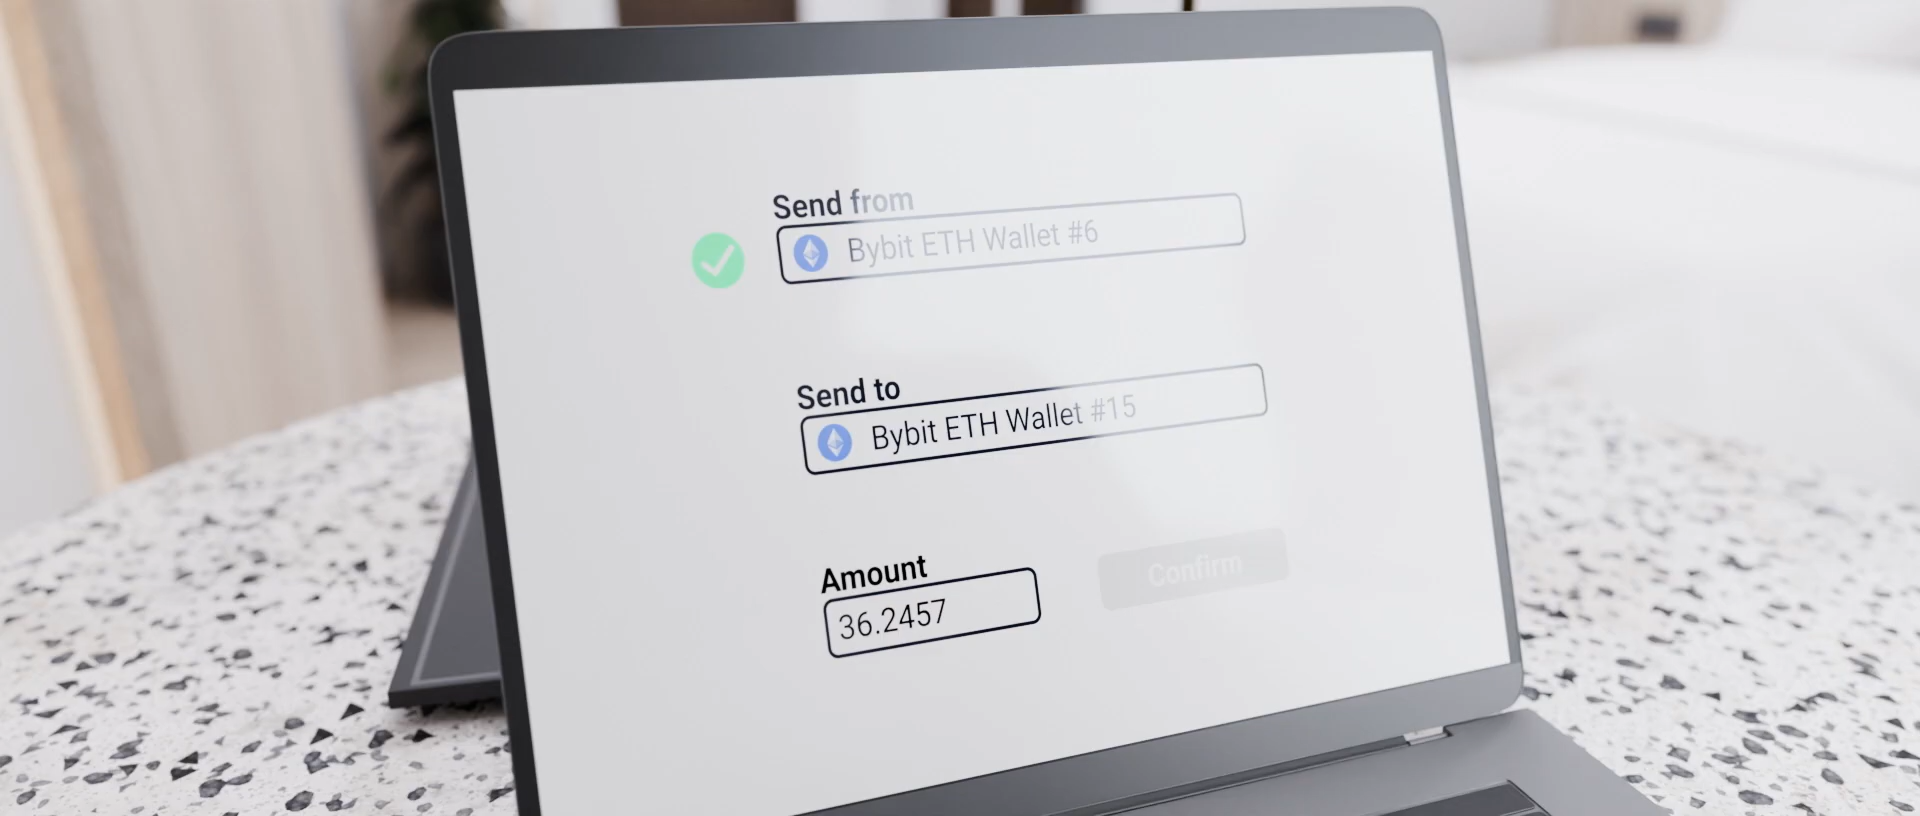 Send from
Bybit ETH Wallet #6
Send to
Bybit ETH Wallet #15
Amount
36.2457
Confirm